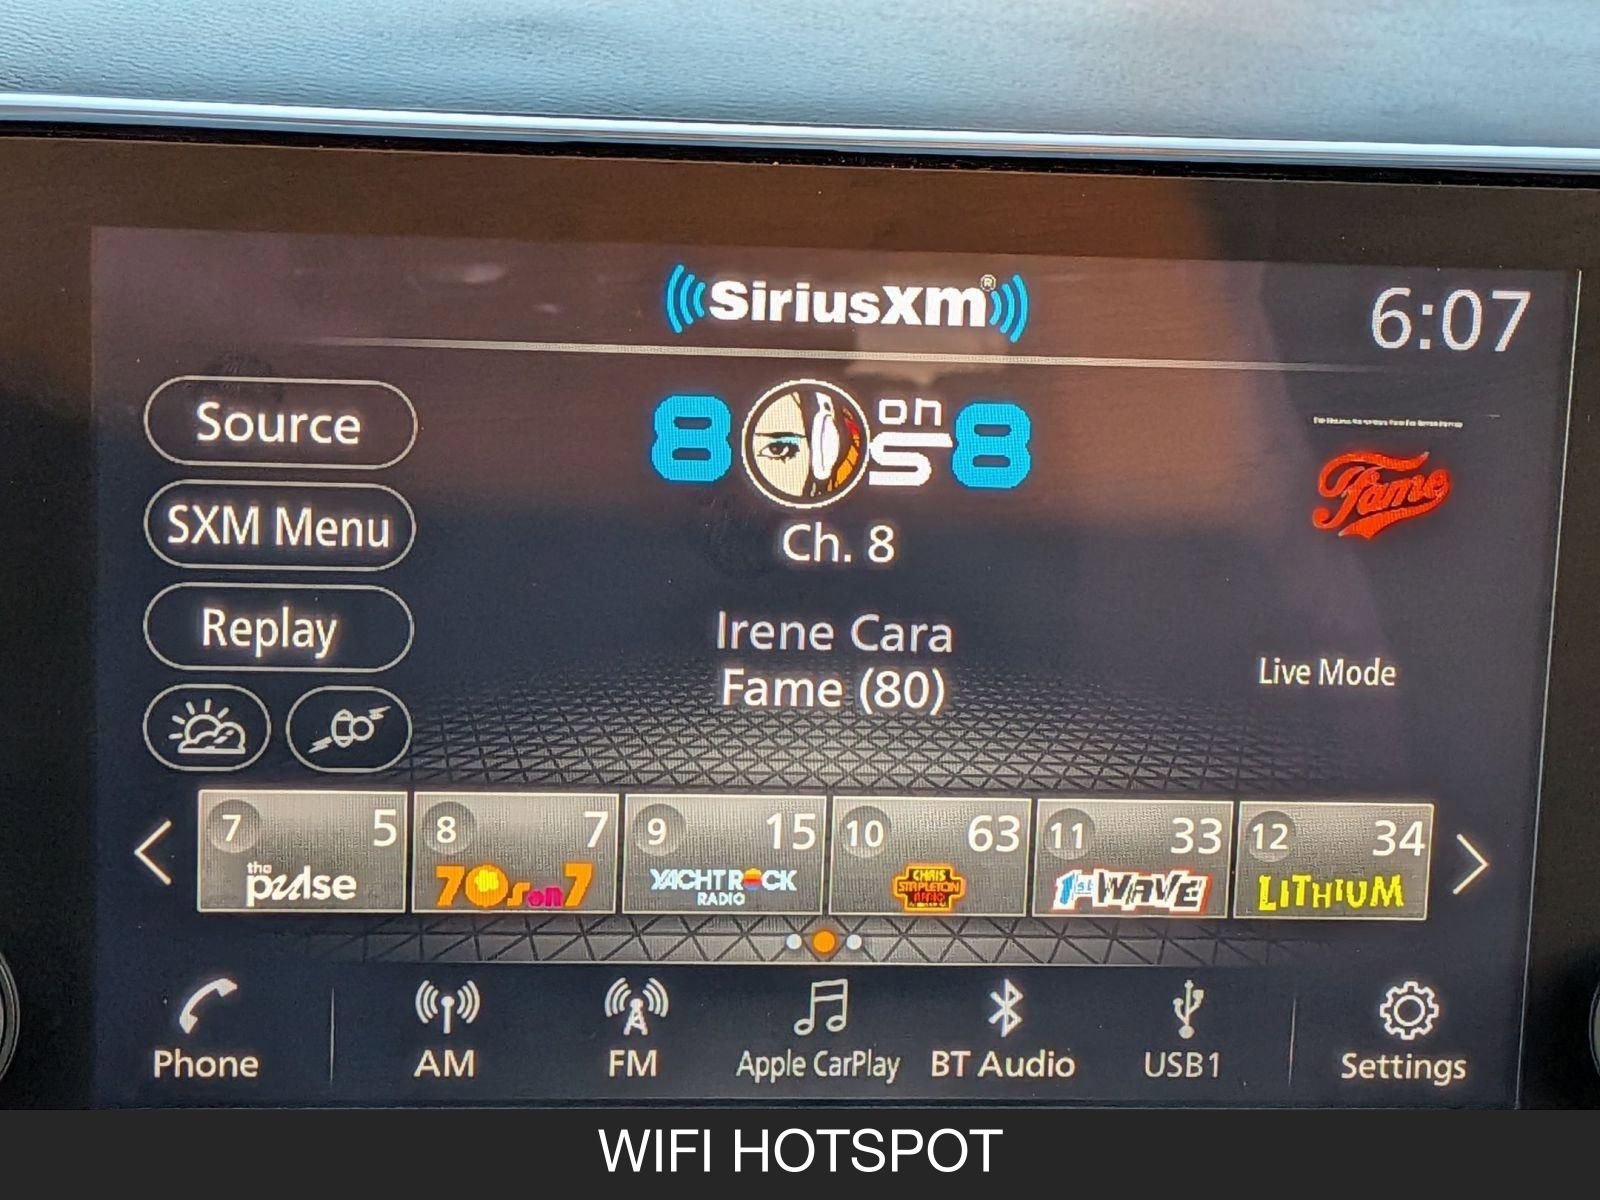 SiriusXm®
6:07
Source
SXM Menu
Replay
80s on 8
Ch. 8
Irene Cara
Fame (80)
Fame
Live Mode
7 5
the pulse
8 7
70s on 7
9 15
YACHT ROCK
RADIO
10 63
CHRIS
STAPLETON
RADIO
11 33
1st WAVE
12 34
LITHIUM
Phone
AM
FM
Apple CarPlay
BT Audio
USB1
Settings
WIFI HOTSPOT